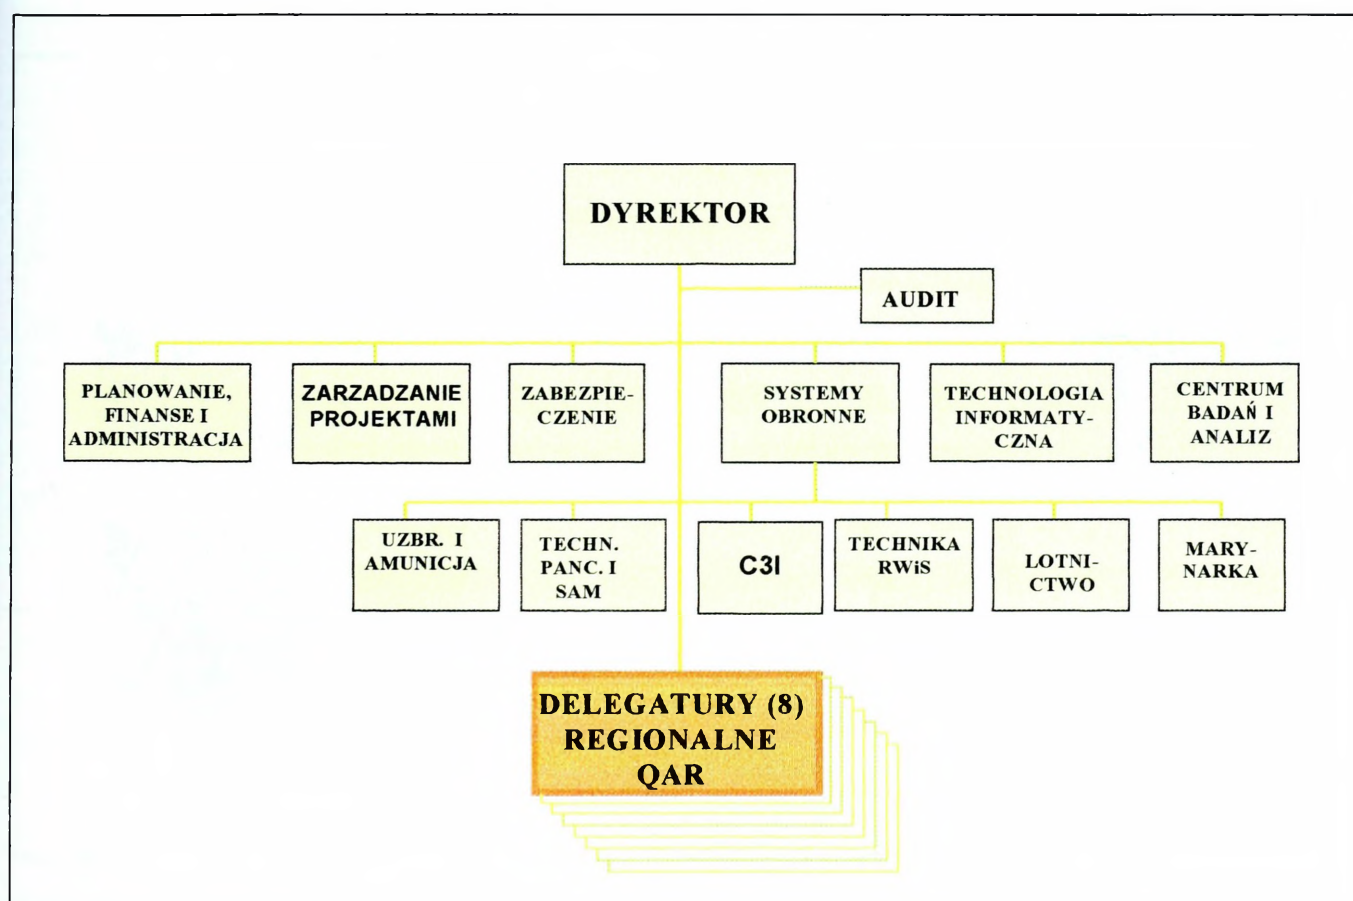 DYREKTOR
AUDIT
PLANOWANIE,
FINANSE I
ADMINISTRACJA
ZARZADZANIE
PROJEKTAMI
ZABEZPIE-
CZENIE
SYSTEMY
OBRONNE
TECHNOLOGIA
INFORMATY-
CZNA
CENTRUM
BADAŃ I
ANALIZ
UZBR. I
AMUNICJA
TECHN.
PANC. I
SAM
C3I
TECHNIKA
RWiS
LOTNI-
CTWO
MARY-
NARKA
DELEGATURY (8)
REGIONALNE
QAR